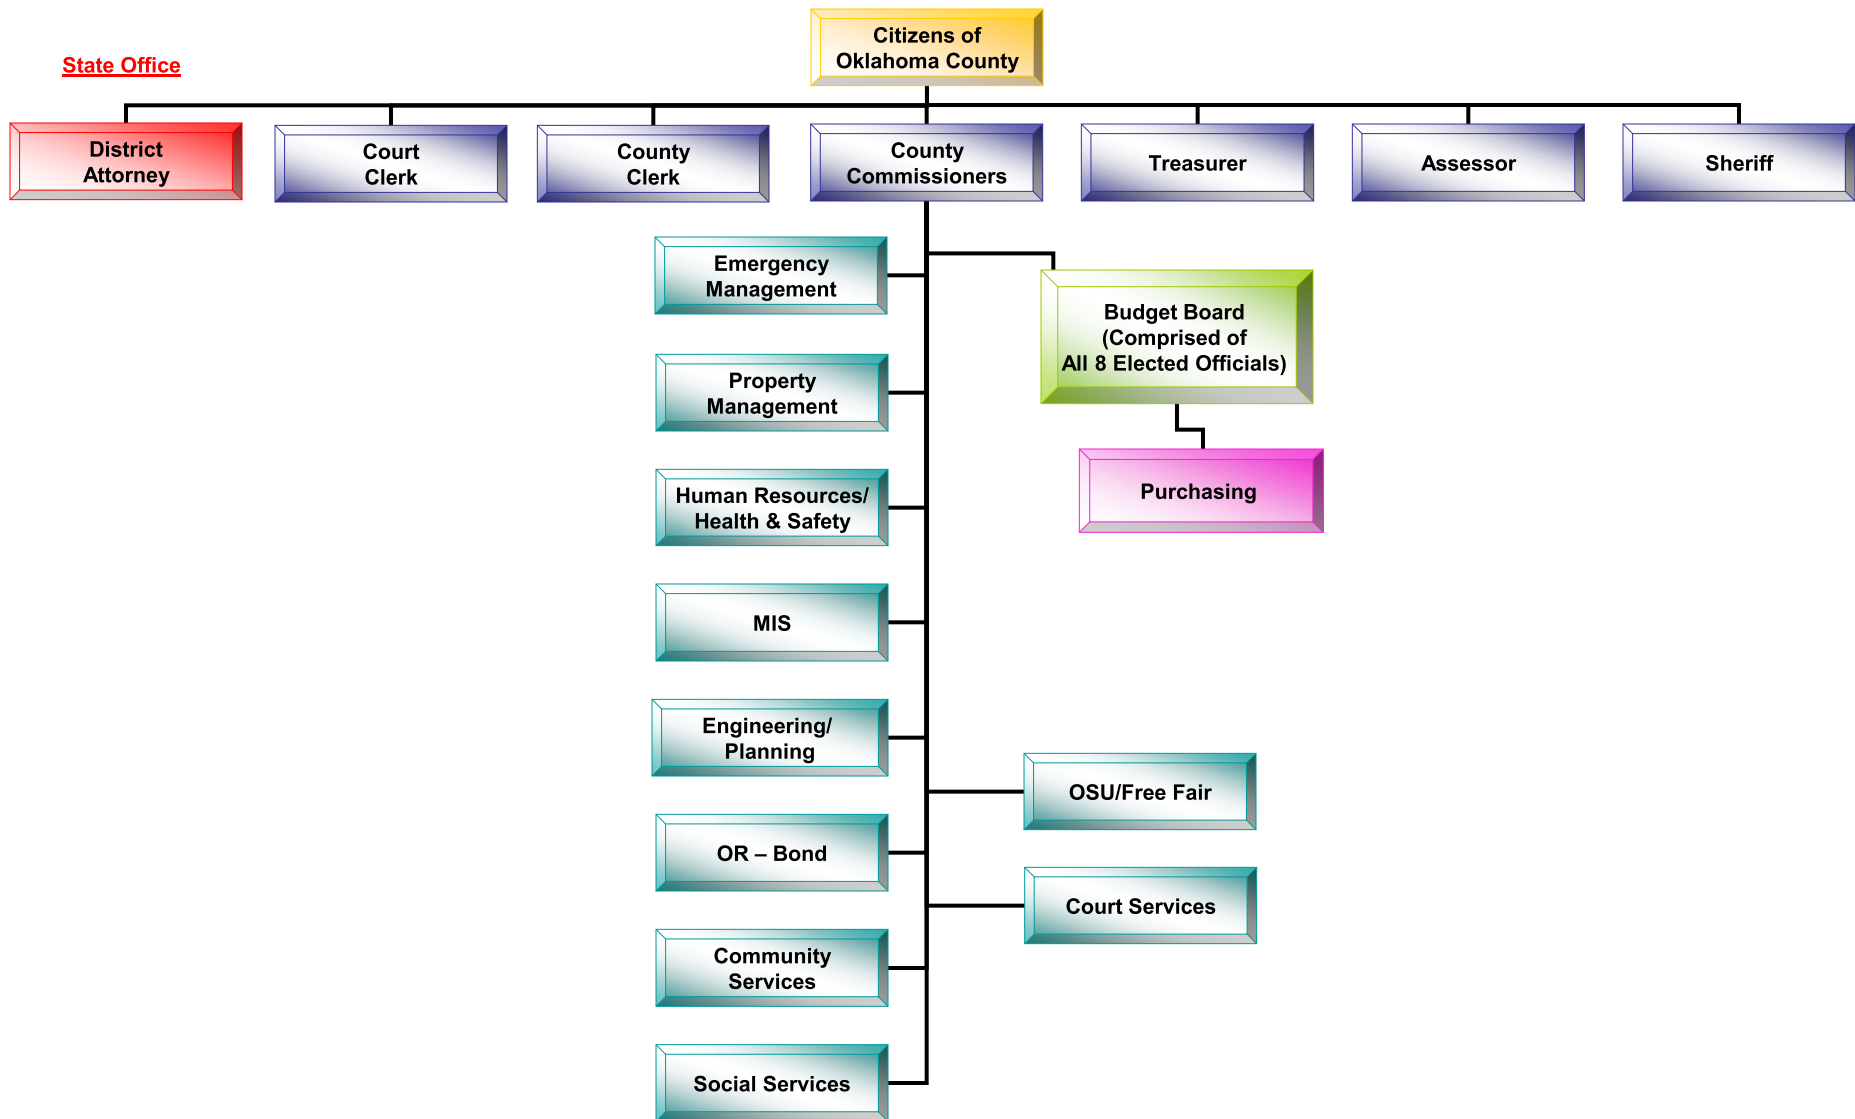 Citizens of
Oklahoma County
State Office
District
Attorney
Court
Clerk
County
Clerk
County
Commissioners
Treasurer
Assessor
Sheriff
Emergency
Management
Budget Board
(Comprised of
All 8 Elected Officials)
Property
Management
Purchasing
Human Resources/
Health & Safety
MIS
Engineering/
Planning
OSU/Free Fair
OR – Bond
Court Services
Community
Services
Social Services